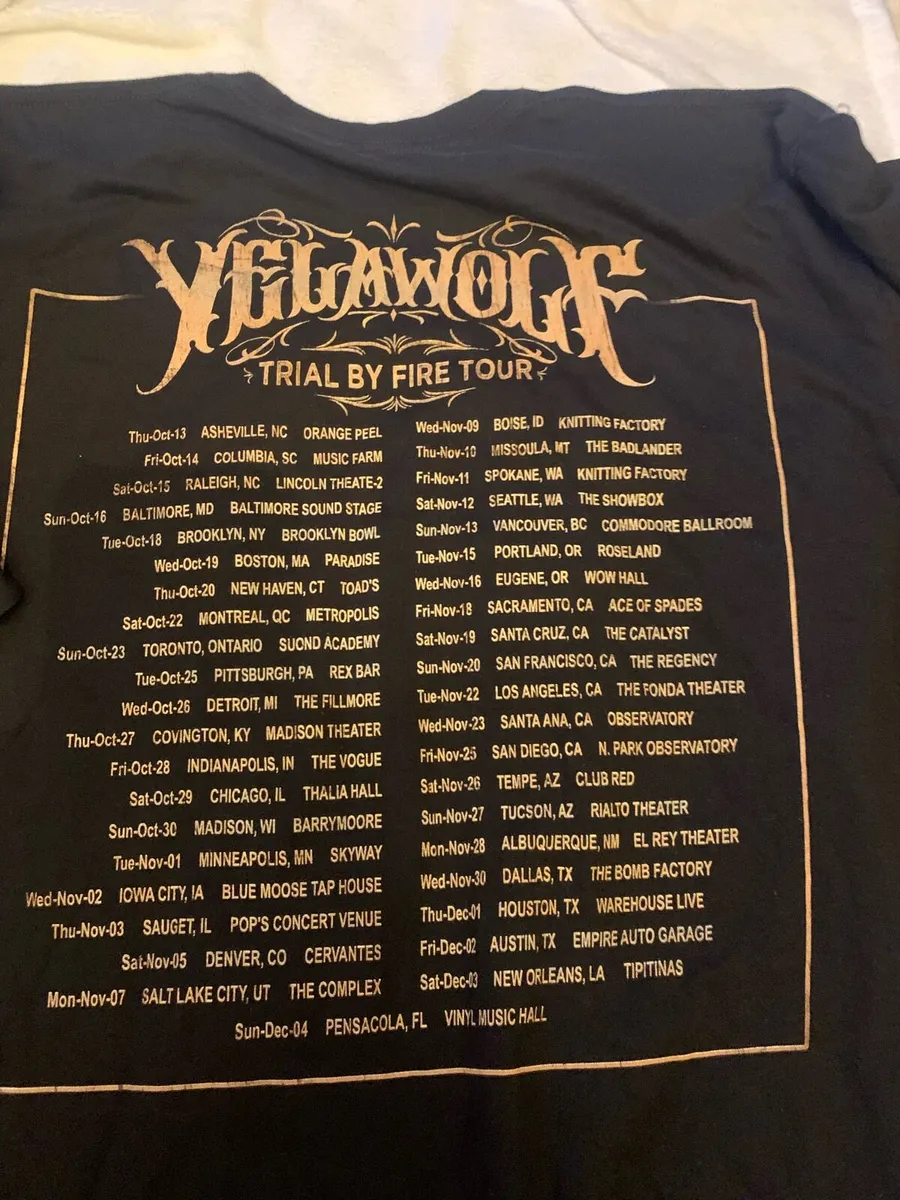 YELAWOLF
TRIAL BY FIRE TOUR
Thu-Oct-13 ASHEVILLE, NC ORANGE PEEL
Fri-Oct-14 COLUMBIA, SC MUSIC FARM
Sat-Oct-15 RALEIGH, NC LINCOLN THEATE-2
Sun-Oct-16 BALTIMORE, MD BALTIMORE SOUND STAGE
Tue-Oct-18 BROOKLYN, NY BROOKLYN BOWL
Wed-Oct-19 BOSTON, MA PARADISE
Thu-Oct-20 NEW HAVEN, CT TOAD'S
Sat-Oct-22 MONTREAL, QC METROPOLIS
Sun-Oct-23 TORONTO, ONTARIO SUOND ACADEMY
Tue-Oct-25 PITTSBURGH, PA REX BAR
Wed-Oct-26 DETROIT, MI THE FILLMORE
Thu-Oct-27 COVINGTON, KY MADISON THEATER
Fri-Oct-28 INDIANAPOLIS, IN THE VOGUE
Sat-Oct-29 CHICAGO, IL THALIA HALL
Sun-Oct-30 MADISON, WI BARRYMORE
Tue-Nov-01 MINNEAPOLIS, MN SKYWAY
Wed-Nov-02 IOWA CITY, IA BLUE MOOSE TAP HOUSE
Thu-Nov-03 SAUGET, IL POP'S CONCERT VENUE
Sat-Nov-05 DENVER, CO CERVANTES
Mon-Nov-07 SALT LAKE CITY, UT THE COMPLEX
Wed-Nov-09 BOISE, ID KNITTING FACTORY
Thu-Nov-10 MISSOULA, MT THE BADLANDER
Fri-Nov-11 SPOKANE, WA KNITTING FACTORY
Sat-Nov-12 SEATTLE, WA THE SHOWBOX
Sun-Nov-13 VANCOUVER, BC COMMODORE BALLROOM
Tue-Nov-15 PORTLAND, OR ROSELAND
Wed-Nov-16 EUGENE, OR WOW HALL
Fri-Nov-18 SACRAMENTO, CA ACE OF SPADES
Sat-Nov-19 SANTA CRUZ, CA THE CATALYST
Sun-Nov-20 SAN FRANCISCO, CA THE REGENCY
Tue-Nov-22 LOS ANGELES, CA THE FONDA THEATER
Wed-Nov-23 SANTA ANA, CA OBSERVATORY
Fri-Nov-25 SAN DIEGO, CA N. PARK OBSERVATORY
Sat-Nov-26 TEMPE, AZ CLUB RED
Sun-Nov-27 TUCSON, AZ RIALTO THEATER
Mon-Nov-28 ALBUQUERQUE, NM EL REY THEATER
Wed-Nov-30 DALLAS, TX THE BOMB FACTORY
Thu-Dec-01 HOUSTON, TX WAREHOUSE LIVE
Fri-Dec-02 AUSTIN, TX EMPIRE AUTO GARAGE
Sat-Dec-03 NEW ORLEANS, LA TIPITINAS
Sun-Dec-04 PENSACOLA, FL VINYL MUSIC HALL